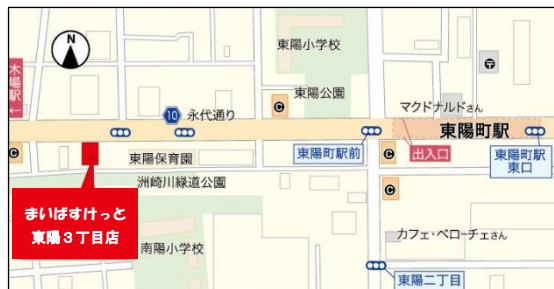 N
木場駅
←
東陽小学校
〒
東陽公園
C
マクドナルドさん
10
永代通り
東陽町駅
C
東陽保育園
東陽町駅前
C
出入口
東陽町駅
東口
洲崎川緑道公園
C
まいばすけっと
東陽3丁目店
南陽小学校
カフェ・ベローチェさん
東陽二丁目